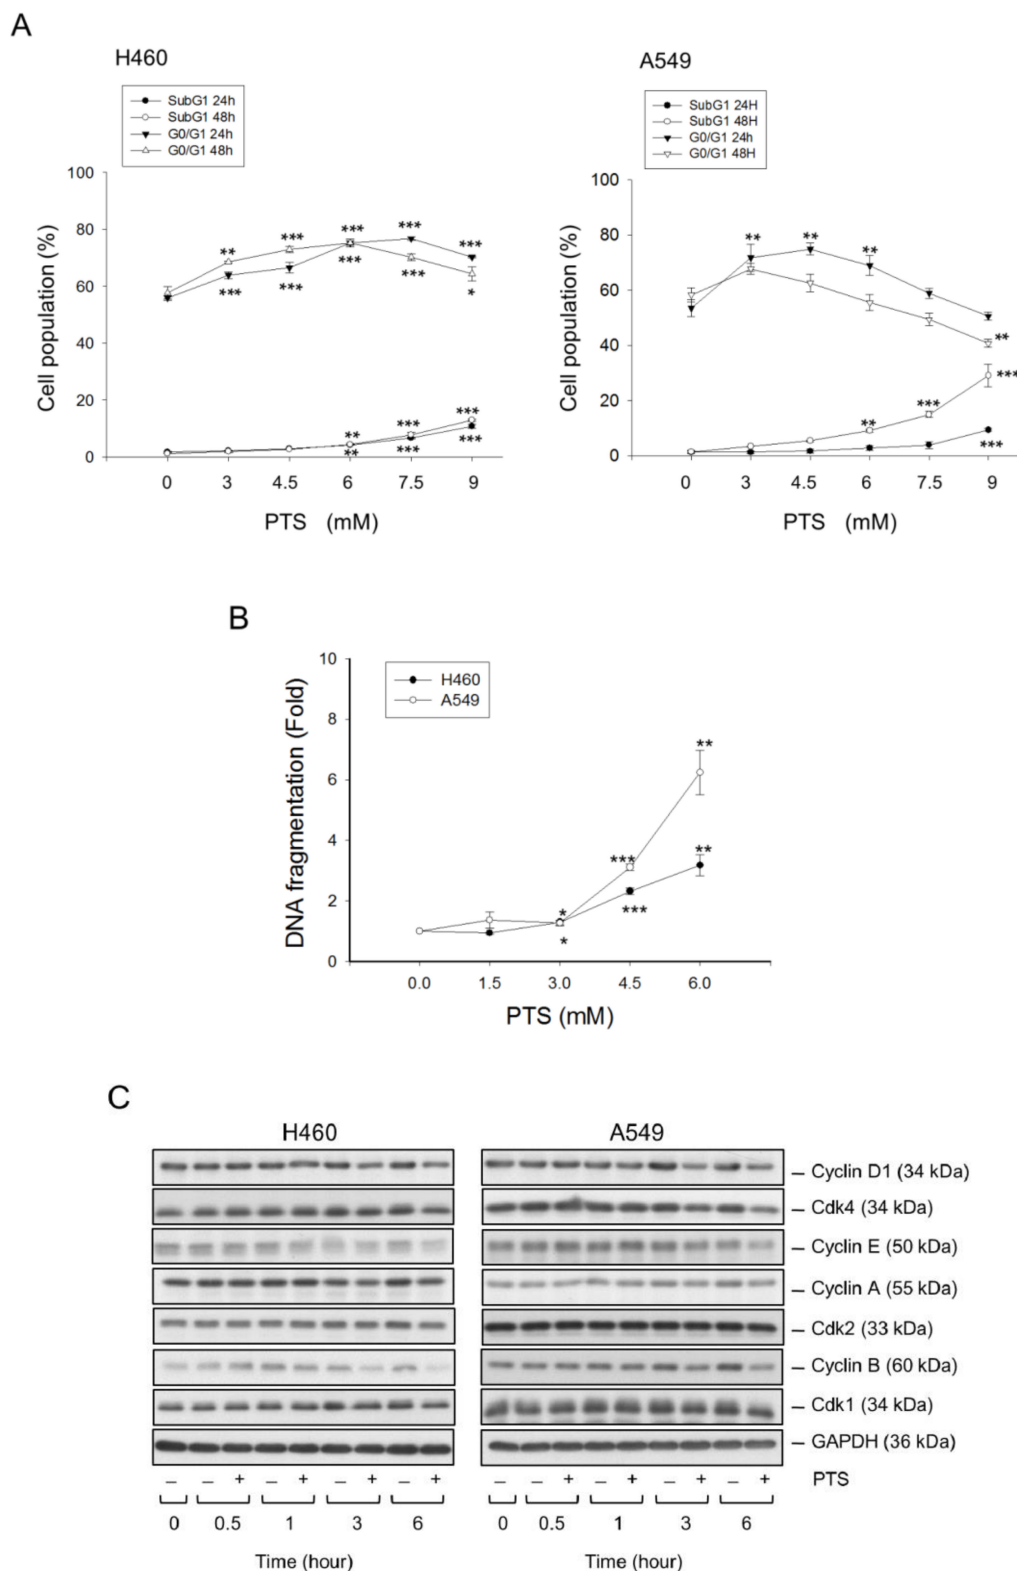 A
H460
SubG1 24h
SubG1 48h
G0/G1 24h
G0/G1 48h
Cell population (%)
100
80
60
40
20
0
** *** *** *** ***
*** *** *** *** *
** *** ***
** *** ***
0 3 4.5 6 7.5 9
PTS (mM)
A549
SubG1 24H
SubG1 48H
G0/G1 24h
G0/G1 48H
Cell population (%)
100
80
60
40
20
0
** ** **
**
** *** ***
***
0 3 4.5 6 7.5 9
PTS (mM)
B
H460
A549
DNA fragmentation (Fold)
10
8
6
4
2
0
**
*** **
* ***
*
0.0 1.5 3.0 4.5 6.0
PTS (mM)
C
H460 A549
Cyclin D1 (34 kDa)
Cdk4 (34 kDa)
Cyclin E (50 kDa)
Cyclin A (55 kDa)
Cdk2 (33 kDa)
Cyclin B (60 kDa)
Cdk1 (34 kDa)
GAPDH (36 kDa)
– – + – + – + – + – – + – + – + – + PTS
0 0.5 1 3 6 0 0.5 1 3 6
Time (hour) Time (hour)